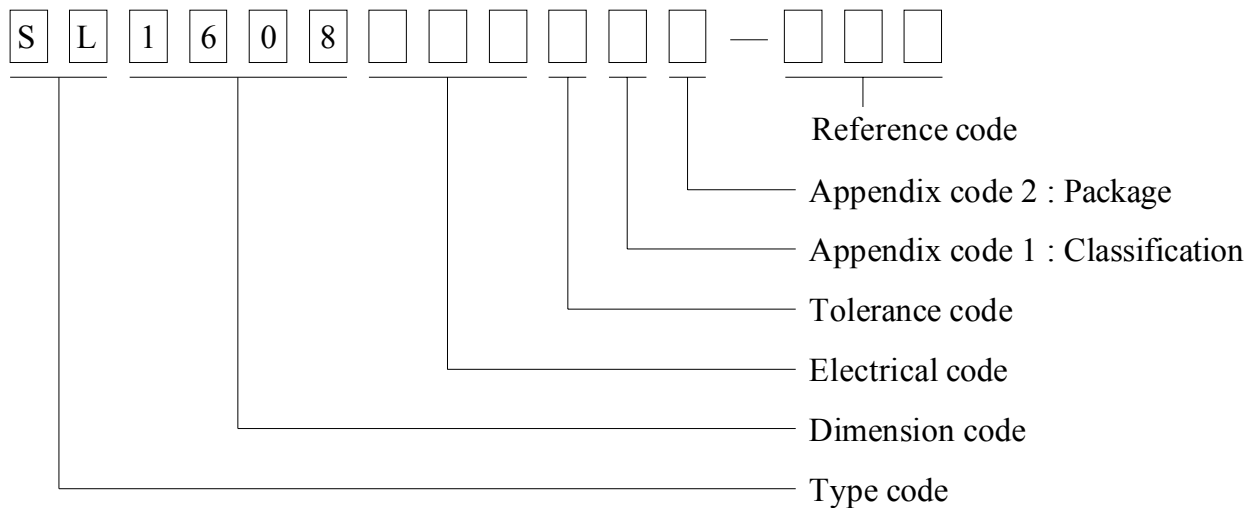 S L 1 6 0 8 —
Reference code
Appendix code 2 : Package
Appendix code 1 : Classification
Tolerance code
Electrical code
Dimension code
Type code